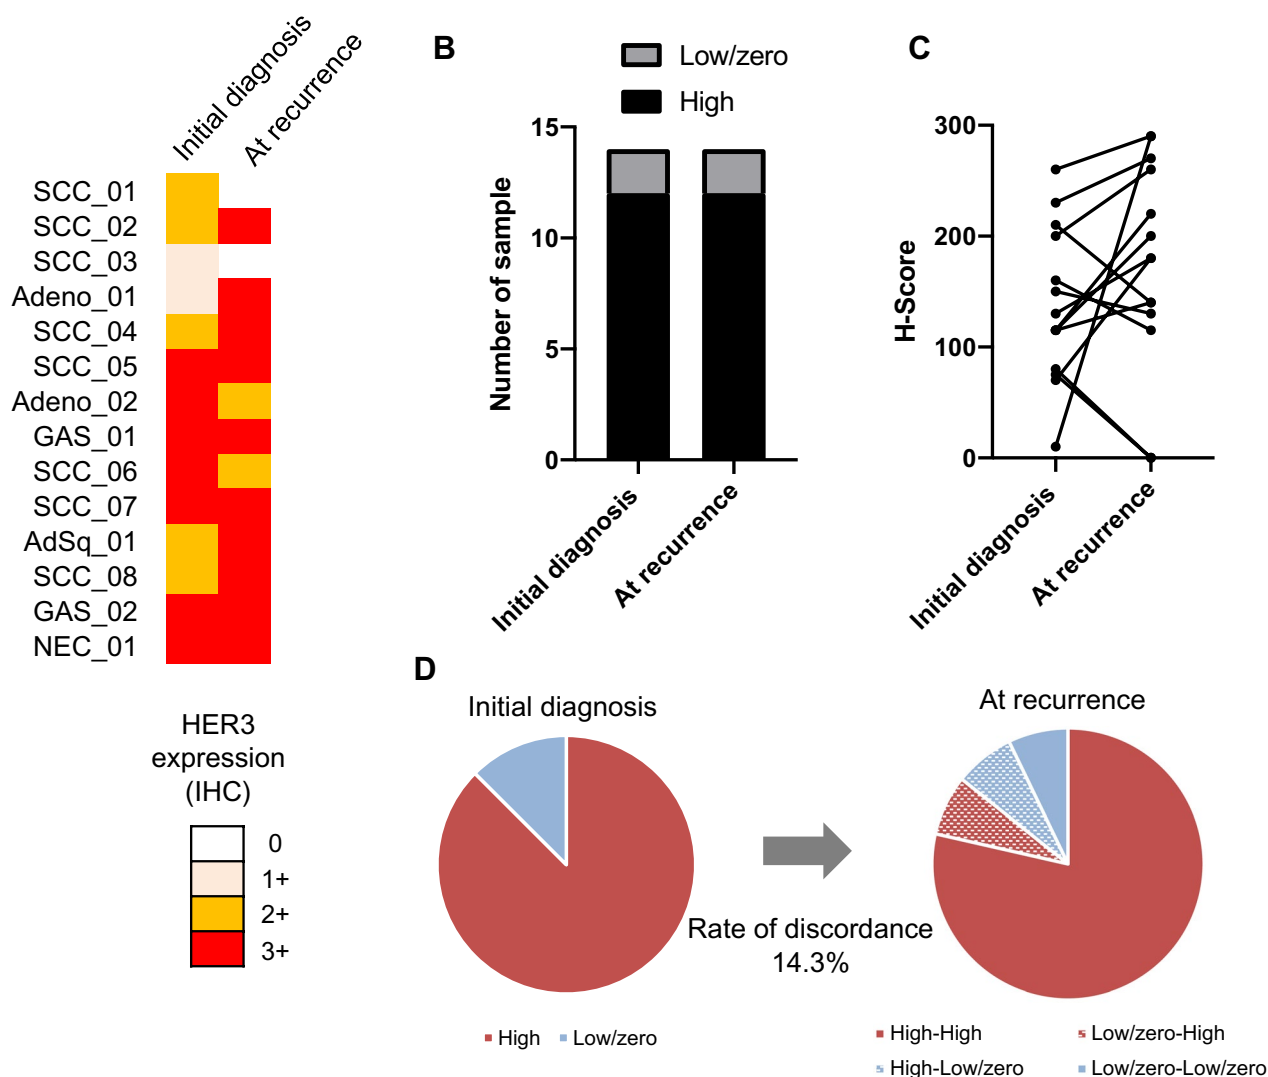 Initial diagnosis
At recurrence
SCC_01
SCC_02
SCC_03
Adeno_01
SCC_04
SCC_05
Adeno_02
GAS_01
SCC_06
SCC_07
AdSq_01
SCC_08
GAS_02
NEC_01
HER3
expression
(IHC)
0
1+
2+
3+
B
Low/zero
High
Number of sample
15
10
5
0
Initial diagnosis
At recurrence
C
H-Score
300
200
100
0
Initial diagnosis
At recurrence
D
Initial diagnosis
High
Low/zero
Rate of discordance
14.3%
At recurrence
High-High
Low/zero-High
High-Low/zero
Low/zero-Low/zero